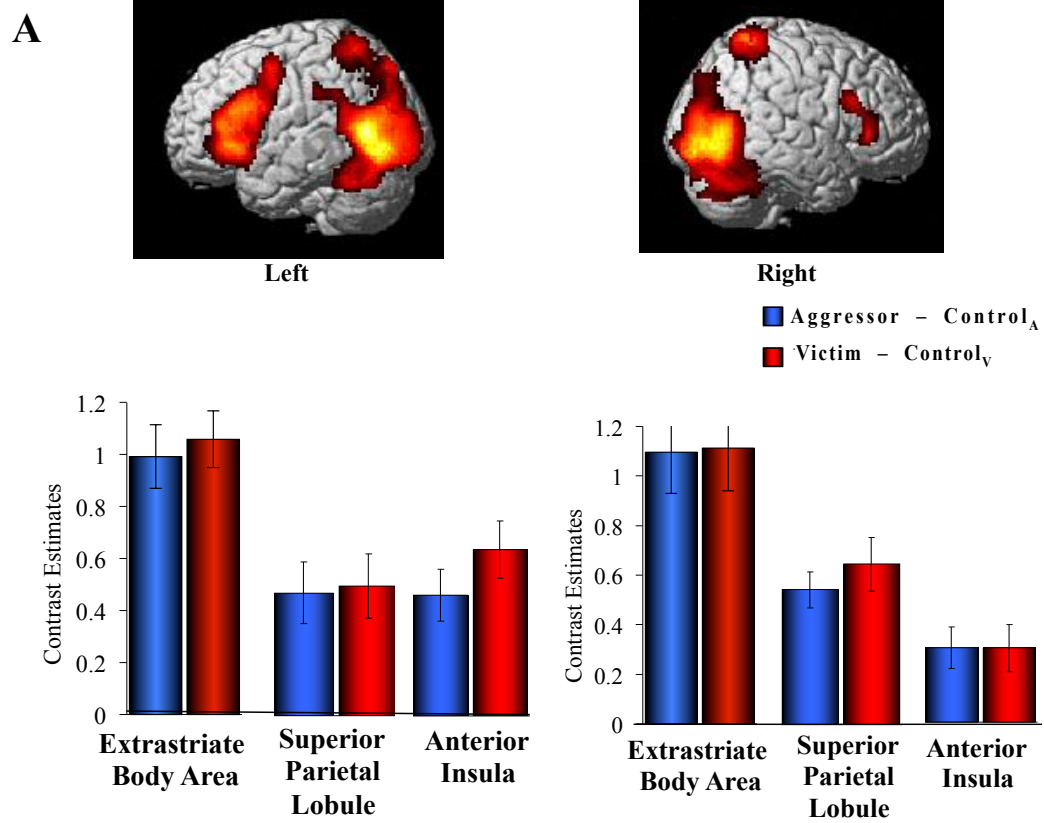 A
Left
Right
Aggressor – Control_A
Victim – Control_V
Contrast Estimates
1.2
1
0.8
0.6
0.4
0.2
0
Extrastriate
Body Area
Superior
Parietal
Lobule
Anterior
Insula
Contrast Estimates
1.2
1
0.8
0.6
0.4
0.2
0
Extrastriate
Body Area
Superior
Parietal
Lobule
Anterior
Insula